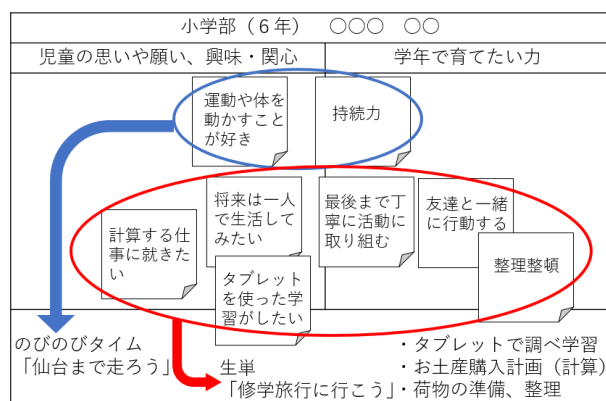 小学部（６年）　○○○　○○
児童の思いや願い、興味・関心
学年で育てたい力
運動や体を
動かすこと
が好き
持続力
将来は一人
で生活して
みたい
最後まで丁
寧に活動に
取り組む
友達と一緒
に行動する
計算する仕
事に就きた
い
整理整頓
タブレット
を使った学
習がしたい
のびのびタイム
「仙台まで走ろう」
生単
「修学旅行に行こう」
・タブレットで調べ学習
・お土産購入計画（計算）
・荷物の準備、整理